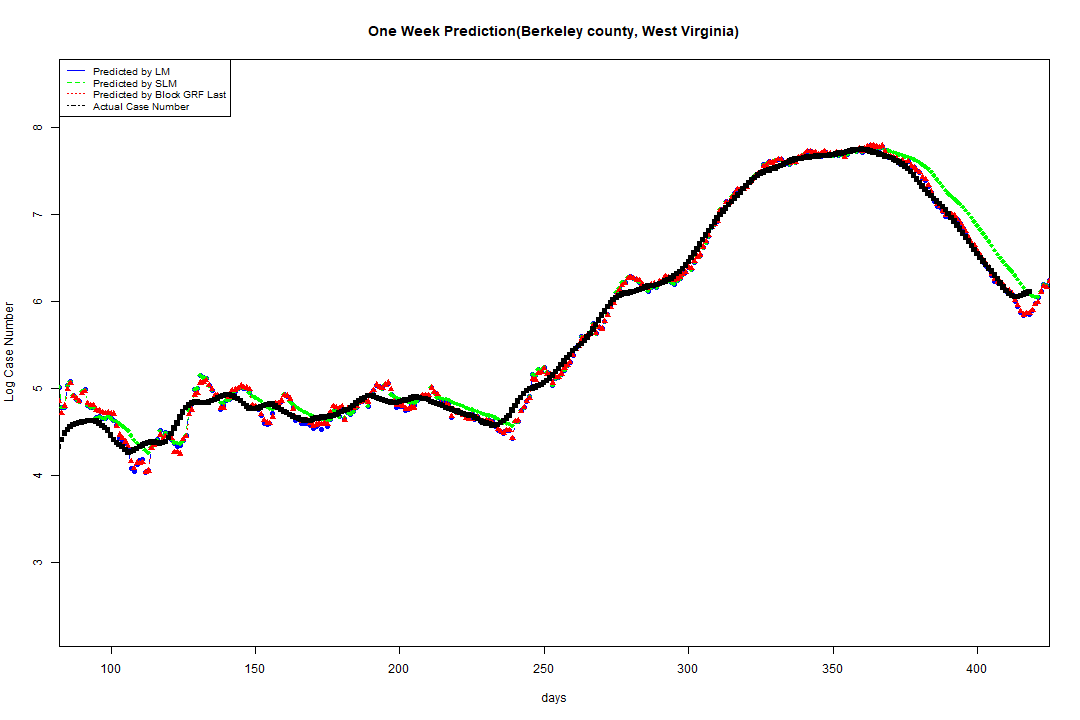 One Week Prediction(Berkeley county, West Virginia)
Predicted by LM
Predicted by SLM
Predicted by Block GRF Last
Actual Case Number
Log Case Number
8
7
6
5
4
3
100 150 200 250 300 350 400
days